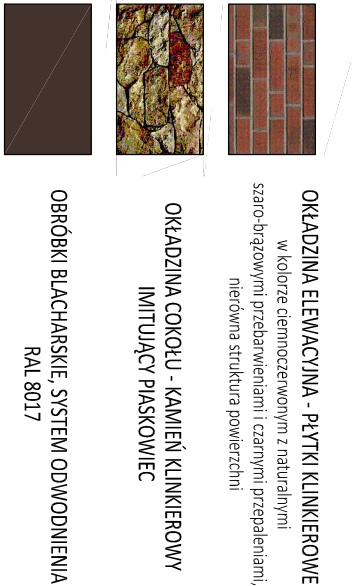 OKŁADZINA ELEWACYJNA - PŁYTKI KLINKIEROWE
w kolorze ciemnoczerwonym z naturalnymi
szaro-brązowymi przebarwieniami i czarnymi przepaleniami,
nierówna struktura powierzchni
OKŁADZINA COKOŁU - KAMIEŃ KLINKIEROWY
IMITUJĄCY PIASKOWIEC
OBRÓBKI BLACHARSKIE, SYSTEM ODWODNIENIA
RAL 8017